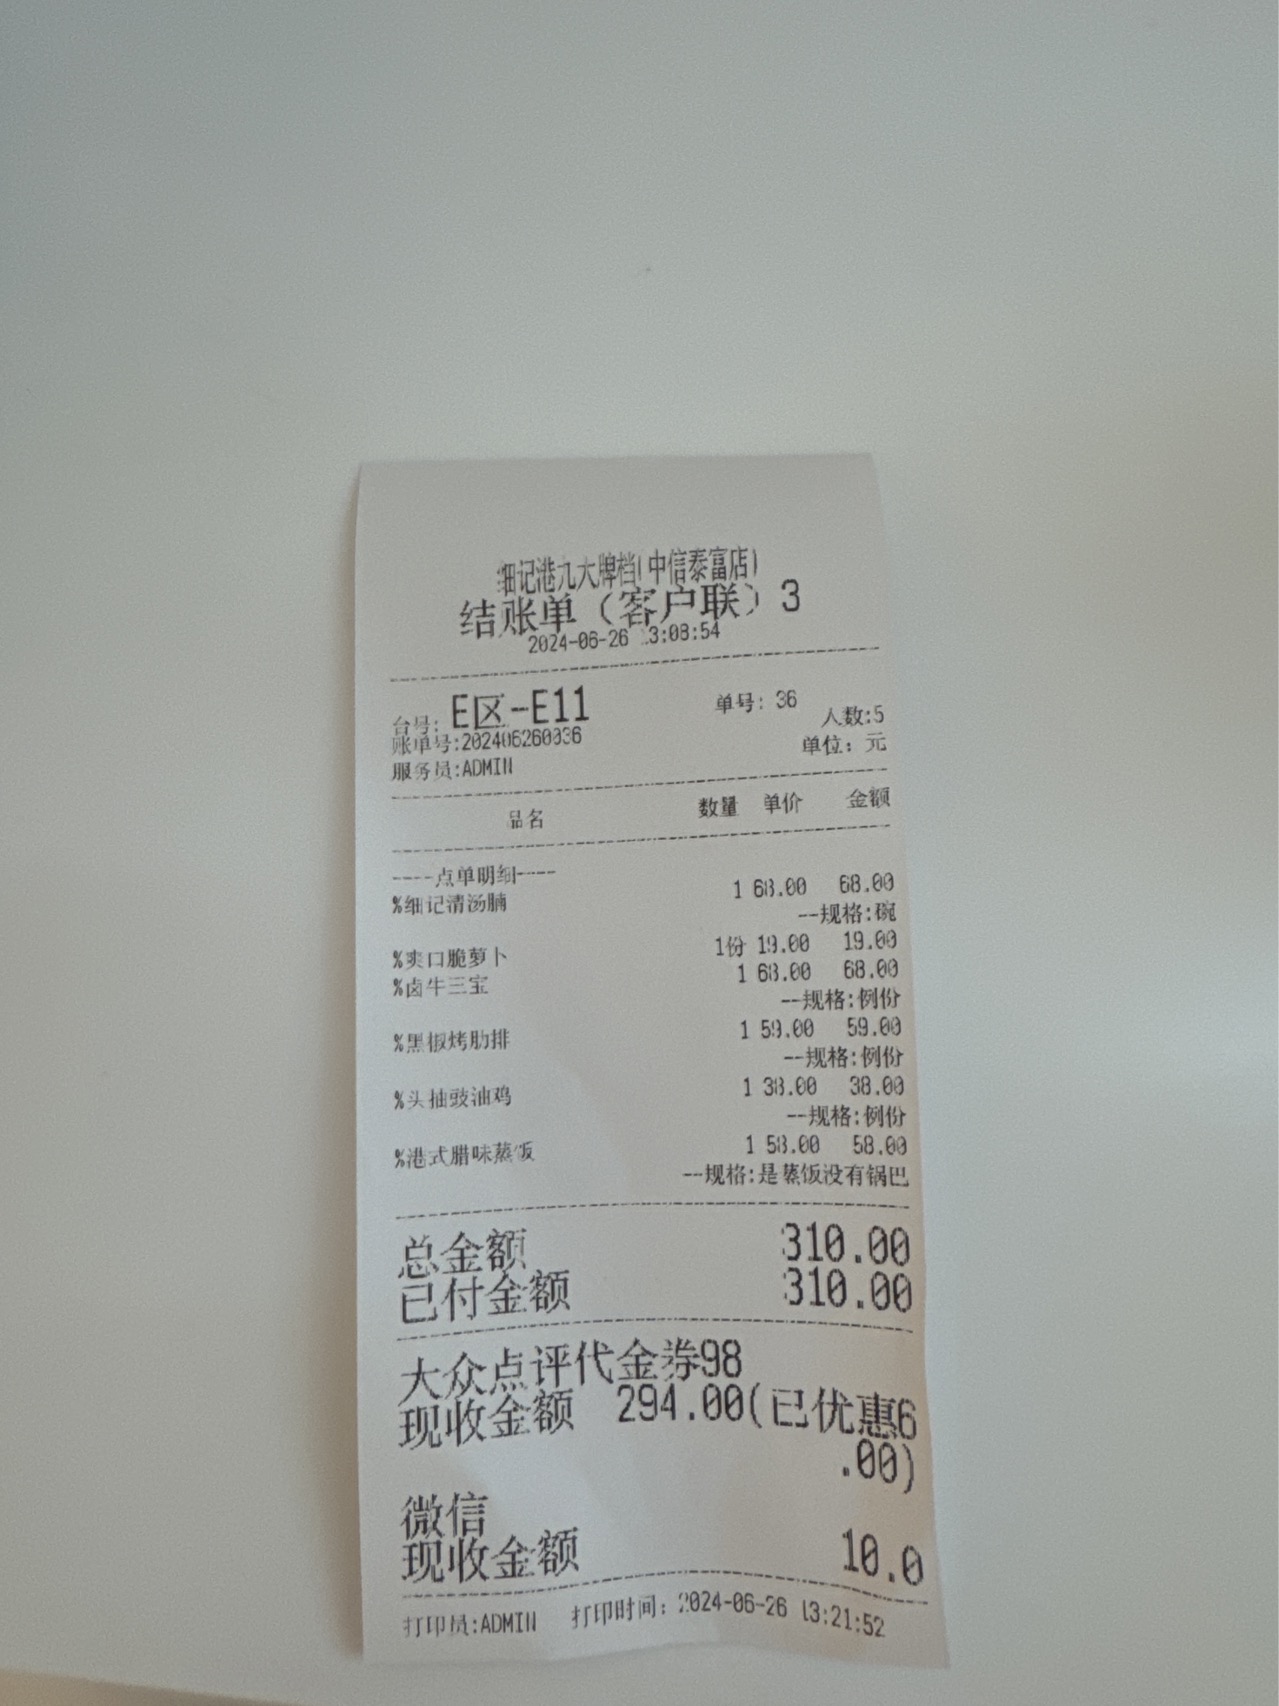 细记港九大牌档(中信泰富店)
结账单（客户联）3
2024-06-26 13:08:54
台号: E区-E11 单号: 36
账单号:202406260036 人数:5
服务员:ADMIN 单位: 元
品名 数量 单价 金额
----点单明细----
%细记清汤腩 1 68.00 68.00
--规格:碗
%爽口脆萝卜 1份 19.00 19.00
%卤牛三宝 1 68.00 68.00
--规格:例份
%黑椒烤肋排 1 59.00 59.00
--规格:例份
%头抽豉油鸡 1 38.00 38.00
--规格:例份
%港式腊味蒸饭 1 58.00 58.00
--规格:是蒸饭没有锅巴
总金额 310.00
已付金额 310.00
大众点评代金券98
现收金额 294.00(已优惠6
.00)
微信
现收金额 10.0
打印员:ADMIN 打印时间: 2024-06-26 13:21:52